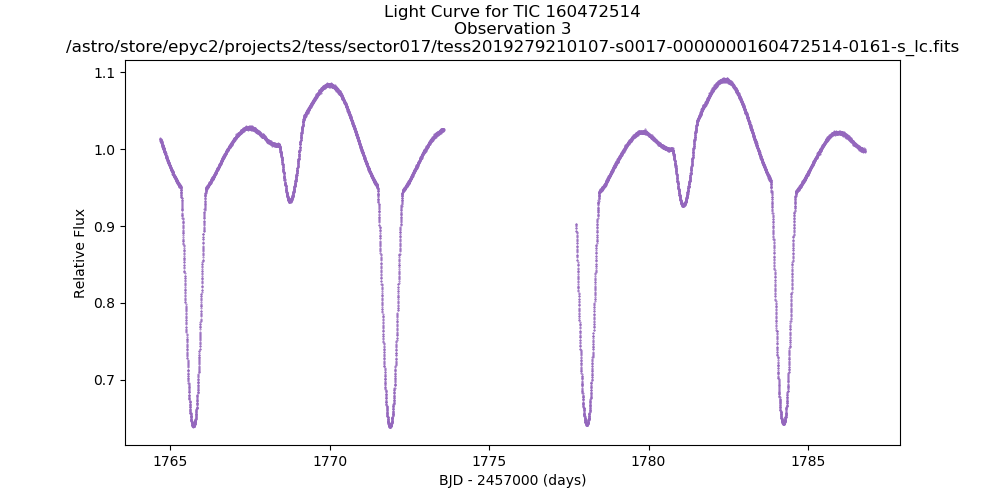 Light Curve for TIC 160472514
Observation 3
/astro/store/epyc2/projects2/tess/sector017/tess2019279210107-s0017-0000000160472514-0161-s_lc.fits
1.1
1.0
0.9
0.8
0.7
Relative Flux
1765
1770
1775
1780
1785
BJD - 2457000 (days)